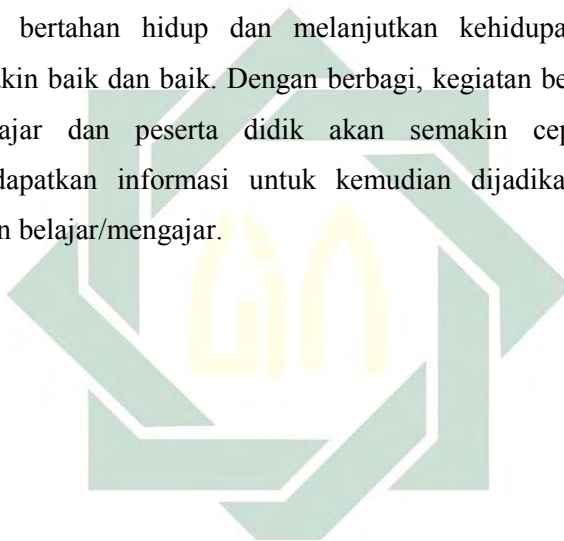 bertahan hidup dan melanjutkan kehidupa
akin baik dan baik. Dengan berbagi, kegiatan be
ajar dan peserta didik akan semakin cep
dapatkan informasi untuk kemudian dijadika
n belajar/mengajar.